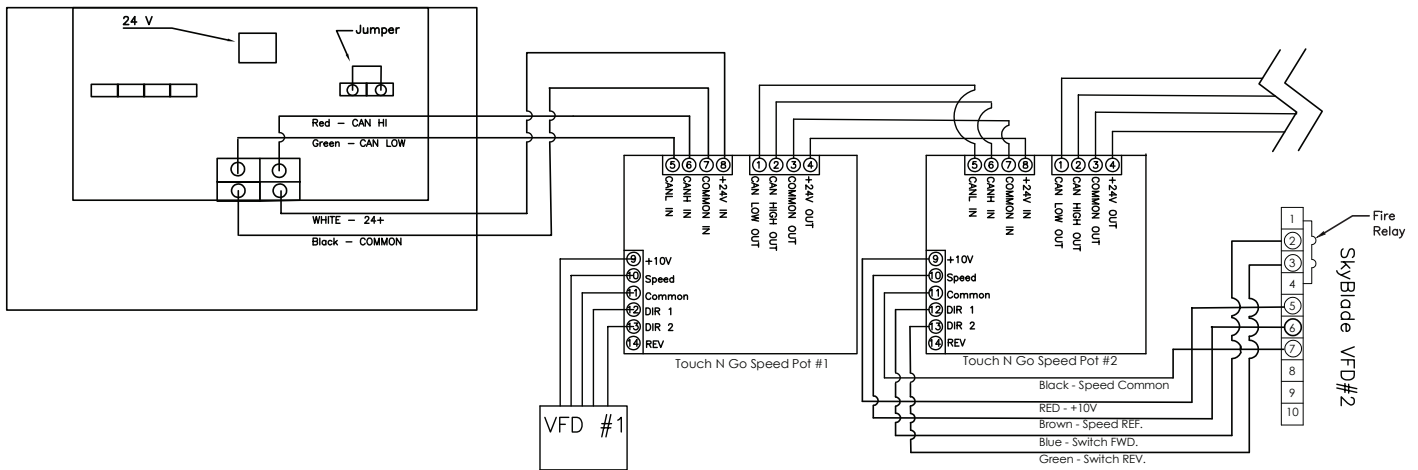 24 V
Jumper
Red - CAN HI
Green - CAN LOW
WHITE - 24+
Black - COMMON
5 6 7 8
CANL IN
CANH IN
COMMON IN
+24V IN
1 2 3 4
CAN LOW OUT
CAN HIGH OUT
COMMON OUT
+24V OUT
9 +10V
10 Speed
11 Common
12 DIR 1
13 DIR 2
14 REV
Touch N Go Speed Pot #1
VFD #1
5 6 7 8
CANL IN
CANH IN
COMMON IN
+24V IN
1 2 3 4
CAN LOW OUT
CAN HIGH OUT
COMMON OUT
+24V OUT
9 +10V
10 Speed
11 Common
12 DIR 1
13 DIR 2
14 REV
Touch N Go Speed Pot #2
Black - Speed Common
RED - +10V
Brown - Speed REF.
Blue - Switch FWD.
Green - Switch REV.
1
2
3
4
5
6
7
8
9
10
Fire
Relay
SkyBlade VFD#2